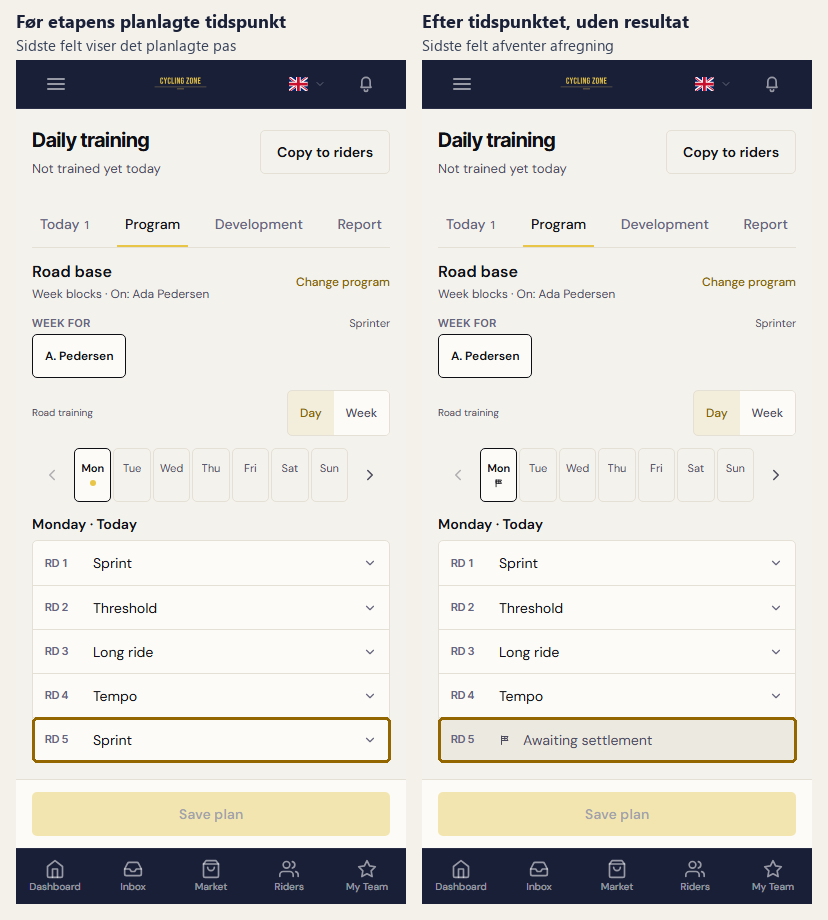 Før etapens planlagte tidspunkt
Sidste felt viser det planlagte pas
CYCLING ZONE
Daily training
Not trained yet today
Copy to riders
Today 1
Program
Development
Report
Road base
Week blocks · On: Ada Pedersen
Change program
WEEK FOR
Sprinter
A. Pedersen
Road training
Day
Week
Mon
Tue
Wed
Thu
Fri
Sat
Sun
Monday · Today
RD 1 Sprint
RD 2 Threshold
RD 3 Long ride
RD 4 Tempo
RD 5 Sprint
Save plan
Dashboard
Inbox
Market
Riders
My Team
Efter tidspunktet, uden resultat
Sidste felt afventer afregning
CYCLING ZONE
Daily training
Not trained yet today
Copy to riders
Today 1
Program
Development
Report
Road base
Week blocks · On: Ada Pedersen
Change program
WEEK FOR
Sprinter
A. Pedersen
Road training
Day
Week
Mon
Tue
Wed
Thu
Fri
Sat
Sun
Monday · Today
RD 1 Sprint
RD 2 Threshold
RD 3 Long ride
RD 4 Tempo
RD 5 Awaiting settlement
Save plan
Dashboard
Inbox
Market
Riders
My Team